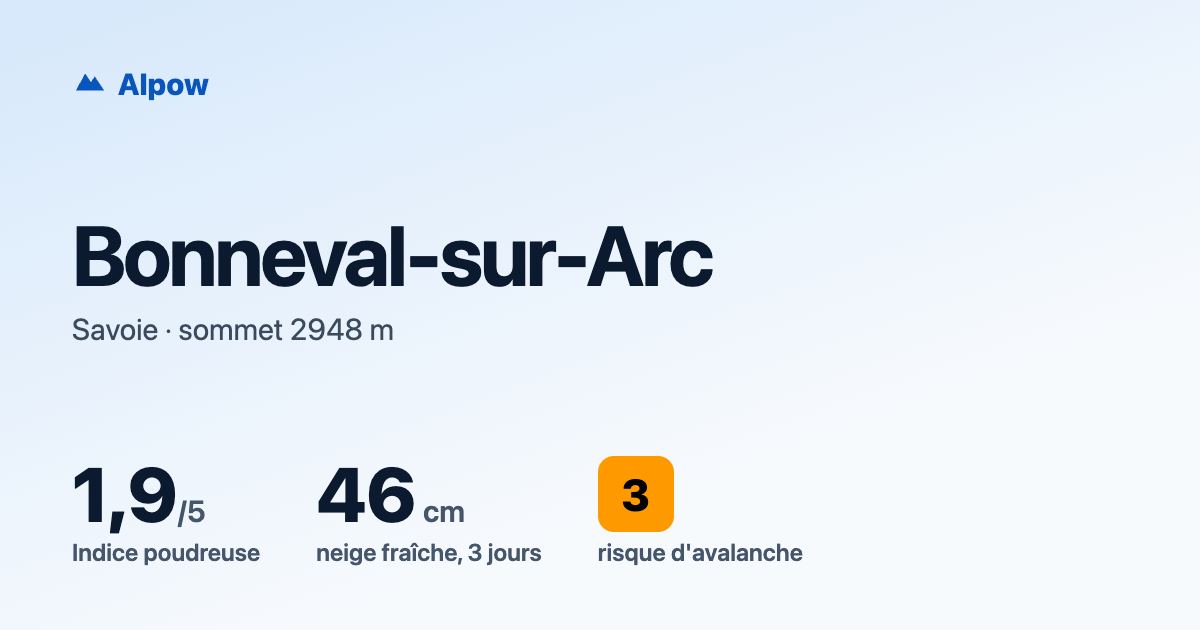 Alpow
Bonneval-sur-Arc
Savoie · sommet 2948 m
1,9/5
Indice poudreuse
46 cm
neige fraîche, 3 jours
3
risque d'avalanche